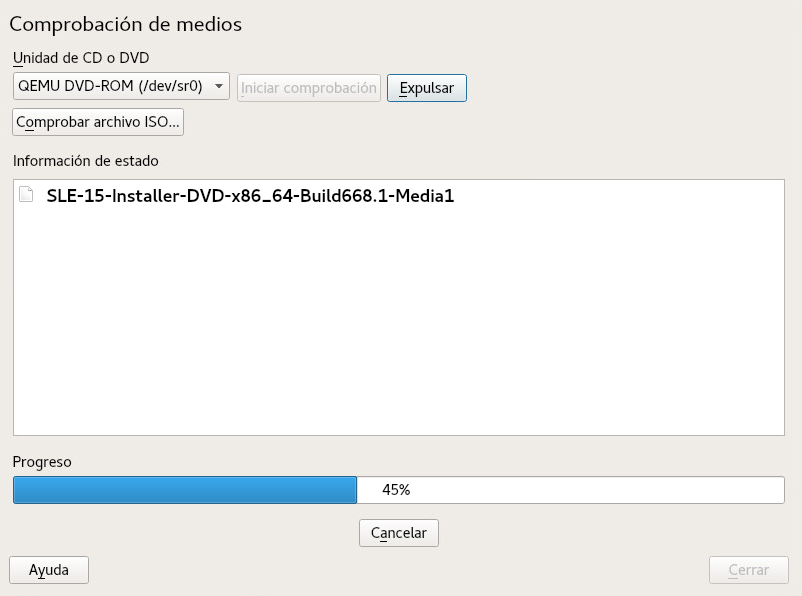 Comprobación de medios
Unidad de CD o DVD
QEMU DVD-ROM (/dev/sr0) Iniciar comprobación Expulsar
Comprobar archivo ISO...
Información de estado
SLE-15-Installer-DVD-x86_64-Build668.1-Media1
Progreso
45%
Cancelar
Ayuda Cerrar